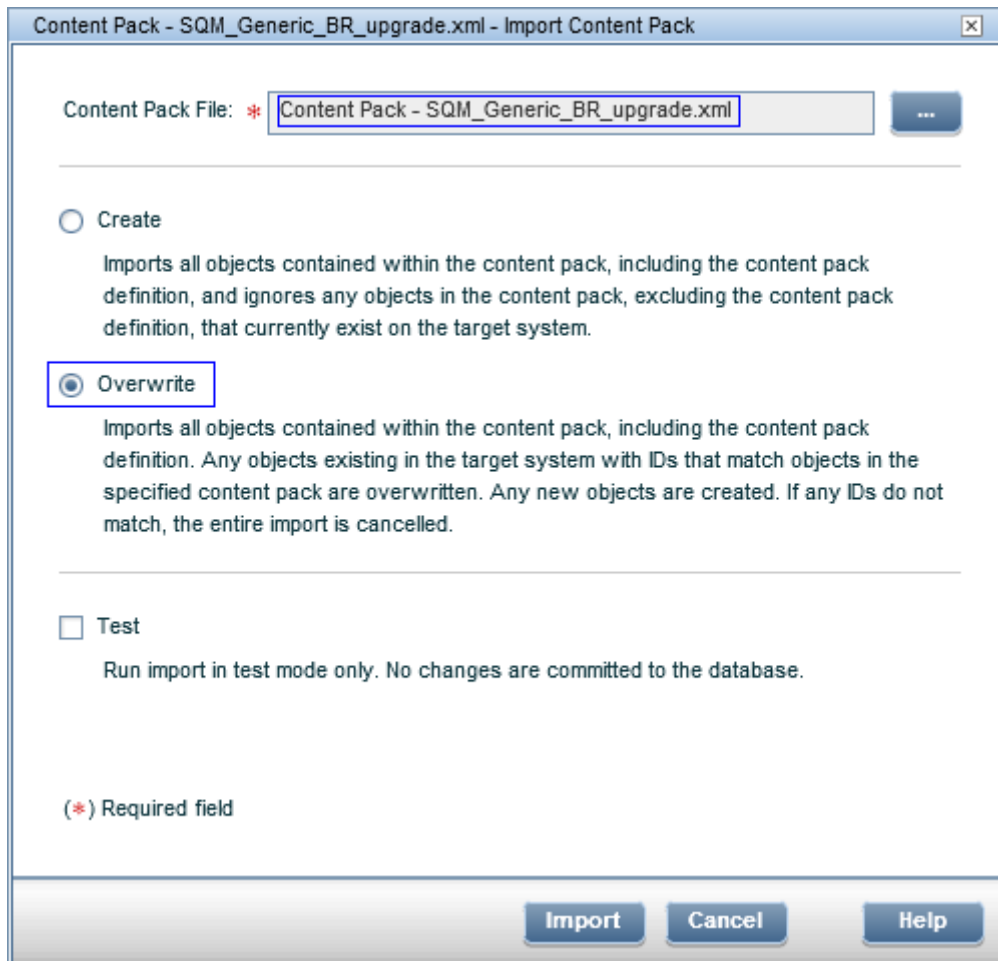 Content Pack - SQM_Generic_BR_upgrade.xml - Import Content Pack
Content Pack File: * Content Pack - SQM_Generic_BR_upgrade.xml ...
Create
Imports all objects contained within the content pack, including the content pack
definition, and ignores any objects in the content pack, excluding the content pack
definition, that currently exist on the target system.
Overwrite
Imports all objects contained within the content pack, including the content pack
definition. Any objects existing in the target system with IDs that match objects in the
specified content pack are overwritten. Any new objects are created. If any IDs do not
match, the entire import is cancelled.
Test
Run import in test mode only. No changes are committed to the database.
(*) Required field
Import Cancel Help